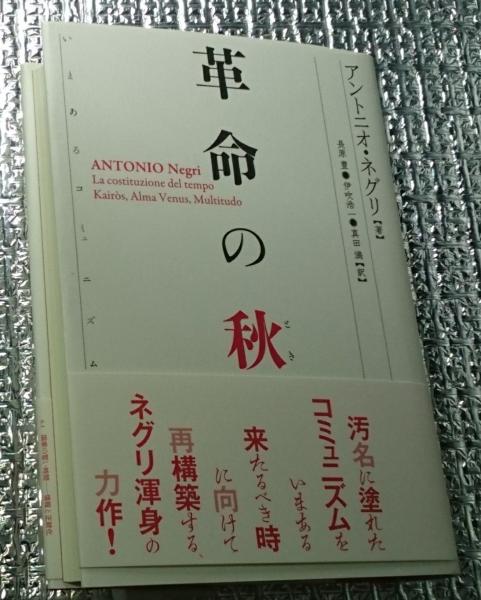 アントニオ・ネグリ【著】
長原 豊●伊吹浩一●真田 満【訳】
革命の秋
とき
ANTONIO Negri
La costituzione del tempo
Kairòs, Alma Venus, Multitudo
いまあるコミュニズム
汚名に塗れた
コミュニズムを
いまある
来たるべき時
に向けて
再構築する、
ネグリ渾身の
力作！